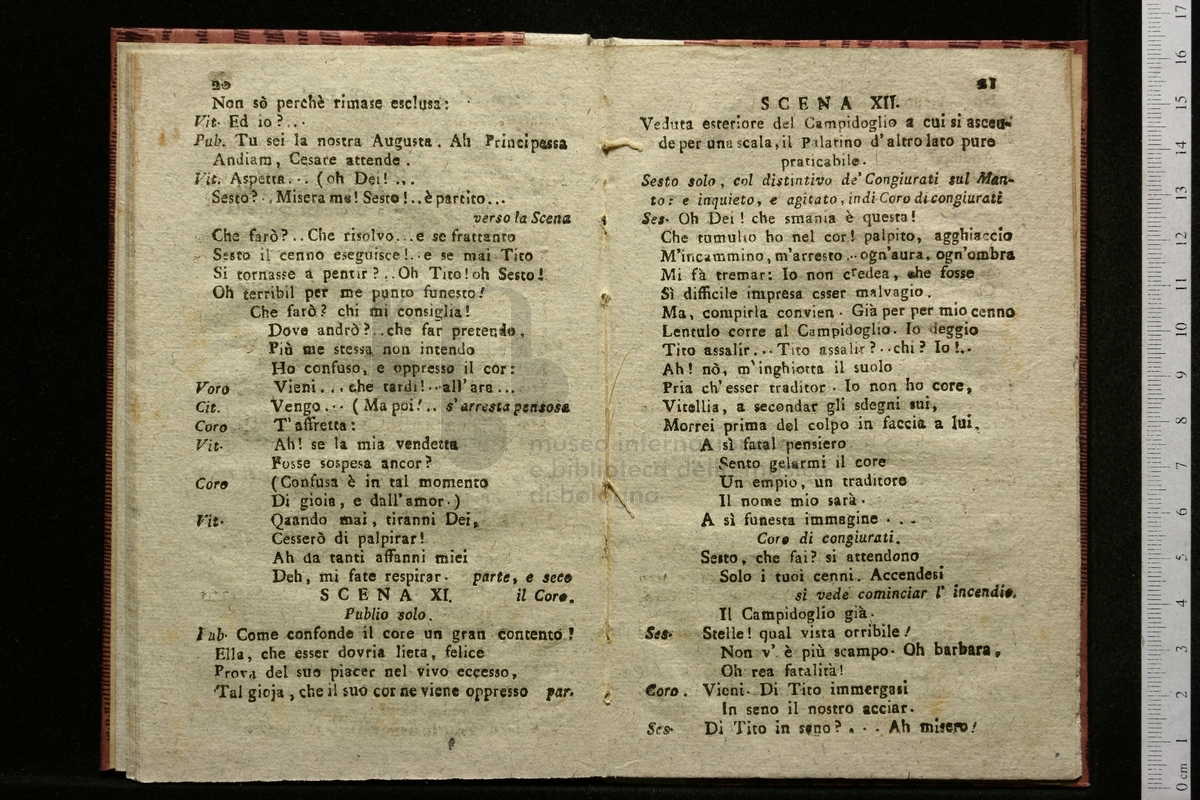 20
Non sò perchè rimase esclusa:
Vit. Ed io?...
Pub. Tu sei la nostra Augusta. Ah Principessa
Andiam, Cesare attende.
Vit. Aspetta... (oh Dei!...
Sesto?.. Misera me! Sesto!..è partito...
verso la Scena
Che farò?..Che risolvo...e se frattanto
Sesto il cenno eseguisce!..e se mai Tito
Si tornasse a pentir?..Oh Tito!oh Sesto!
Oh terribil per me punto funesto!
Che farò? chi mi consiglia!
Dove andrò?..che far pretendo,
Più me stessa non intendo
Ho confuso, e oppresso il cor:
Voro Vieni...che tardi!..all'ara...
Cit. Vengo... (Ma poi!.. s'arresta pensosa
Coro T'affretta:
Vit. Ah! se la mia vendetta
Fosse sospesa ancor?
Coro (Confusa è in tal momento
Di gioia, e dall'amor.)
Vit. Quando mai, tiranni Dei,
Cesserò di palpirar!
Ah da tanti affanni miei
Deh, mi fate respirar. parte, e seco
SCENA XI. il Coro.
Publio solo.
Pub. Come confonde il core un gran contento!
Ella, che esser dovria lieta, felice
Prova del suo piacer nel vivo eccesso,
Tal gioja, che il suo cor ne viene oppresso par.
21
SCENA XII.
Veduta esteriore del Campidoglio a cui si ascen-
de per una scala, il Palatino d'altro lato pure
praticabile.
Sesto solo, col distintivo de' Congiurati sul Man-
to: e inquieto, e agitato, indi Coro di congiurati
Ses. Oh Dei! che smania è questa!
Che tumulto ho nel cor! palpito, agghiaccio
M'incammino, m'arresto...ogn'aura, ogn'ombra
Mi fà tremar: Io non credea, che fosse
Sì difficile impresa esser malvagio.
Ma, compirla convien. Già per per mio cenno
Lentulo corre al Campidoglio. Io deggio
Tito assalir... Tito assalir?..chi? Io!..
Ah! nò, m'inghiotta il suolo
Pria ch'esser traditor. Io non ho core,
Vitellia, a secondar gli sdegni tui,
Morrei prima del colpo in faccia a lui,
A sì fatal pensiero
Sento gelarmi il core
Un empio, un traditore
Il nome mio sarà.
A sì funesta immagine...
Coro di congiurati.
Sesto, che fai? si attendono
Solo i tuoi cenni. Accendesi
si vede cominciar l'incendio.
Il Campidoglio già.
Ses. Stelle! qual vista orribile!
Non v'è più scampo. Oh barbara,
Oh rea fatalità!
Coro. Vieni. Di Tito immergasi
In seno il nostro acciar.
Ses. Di Tito in seno?... Ah misero!